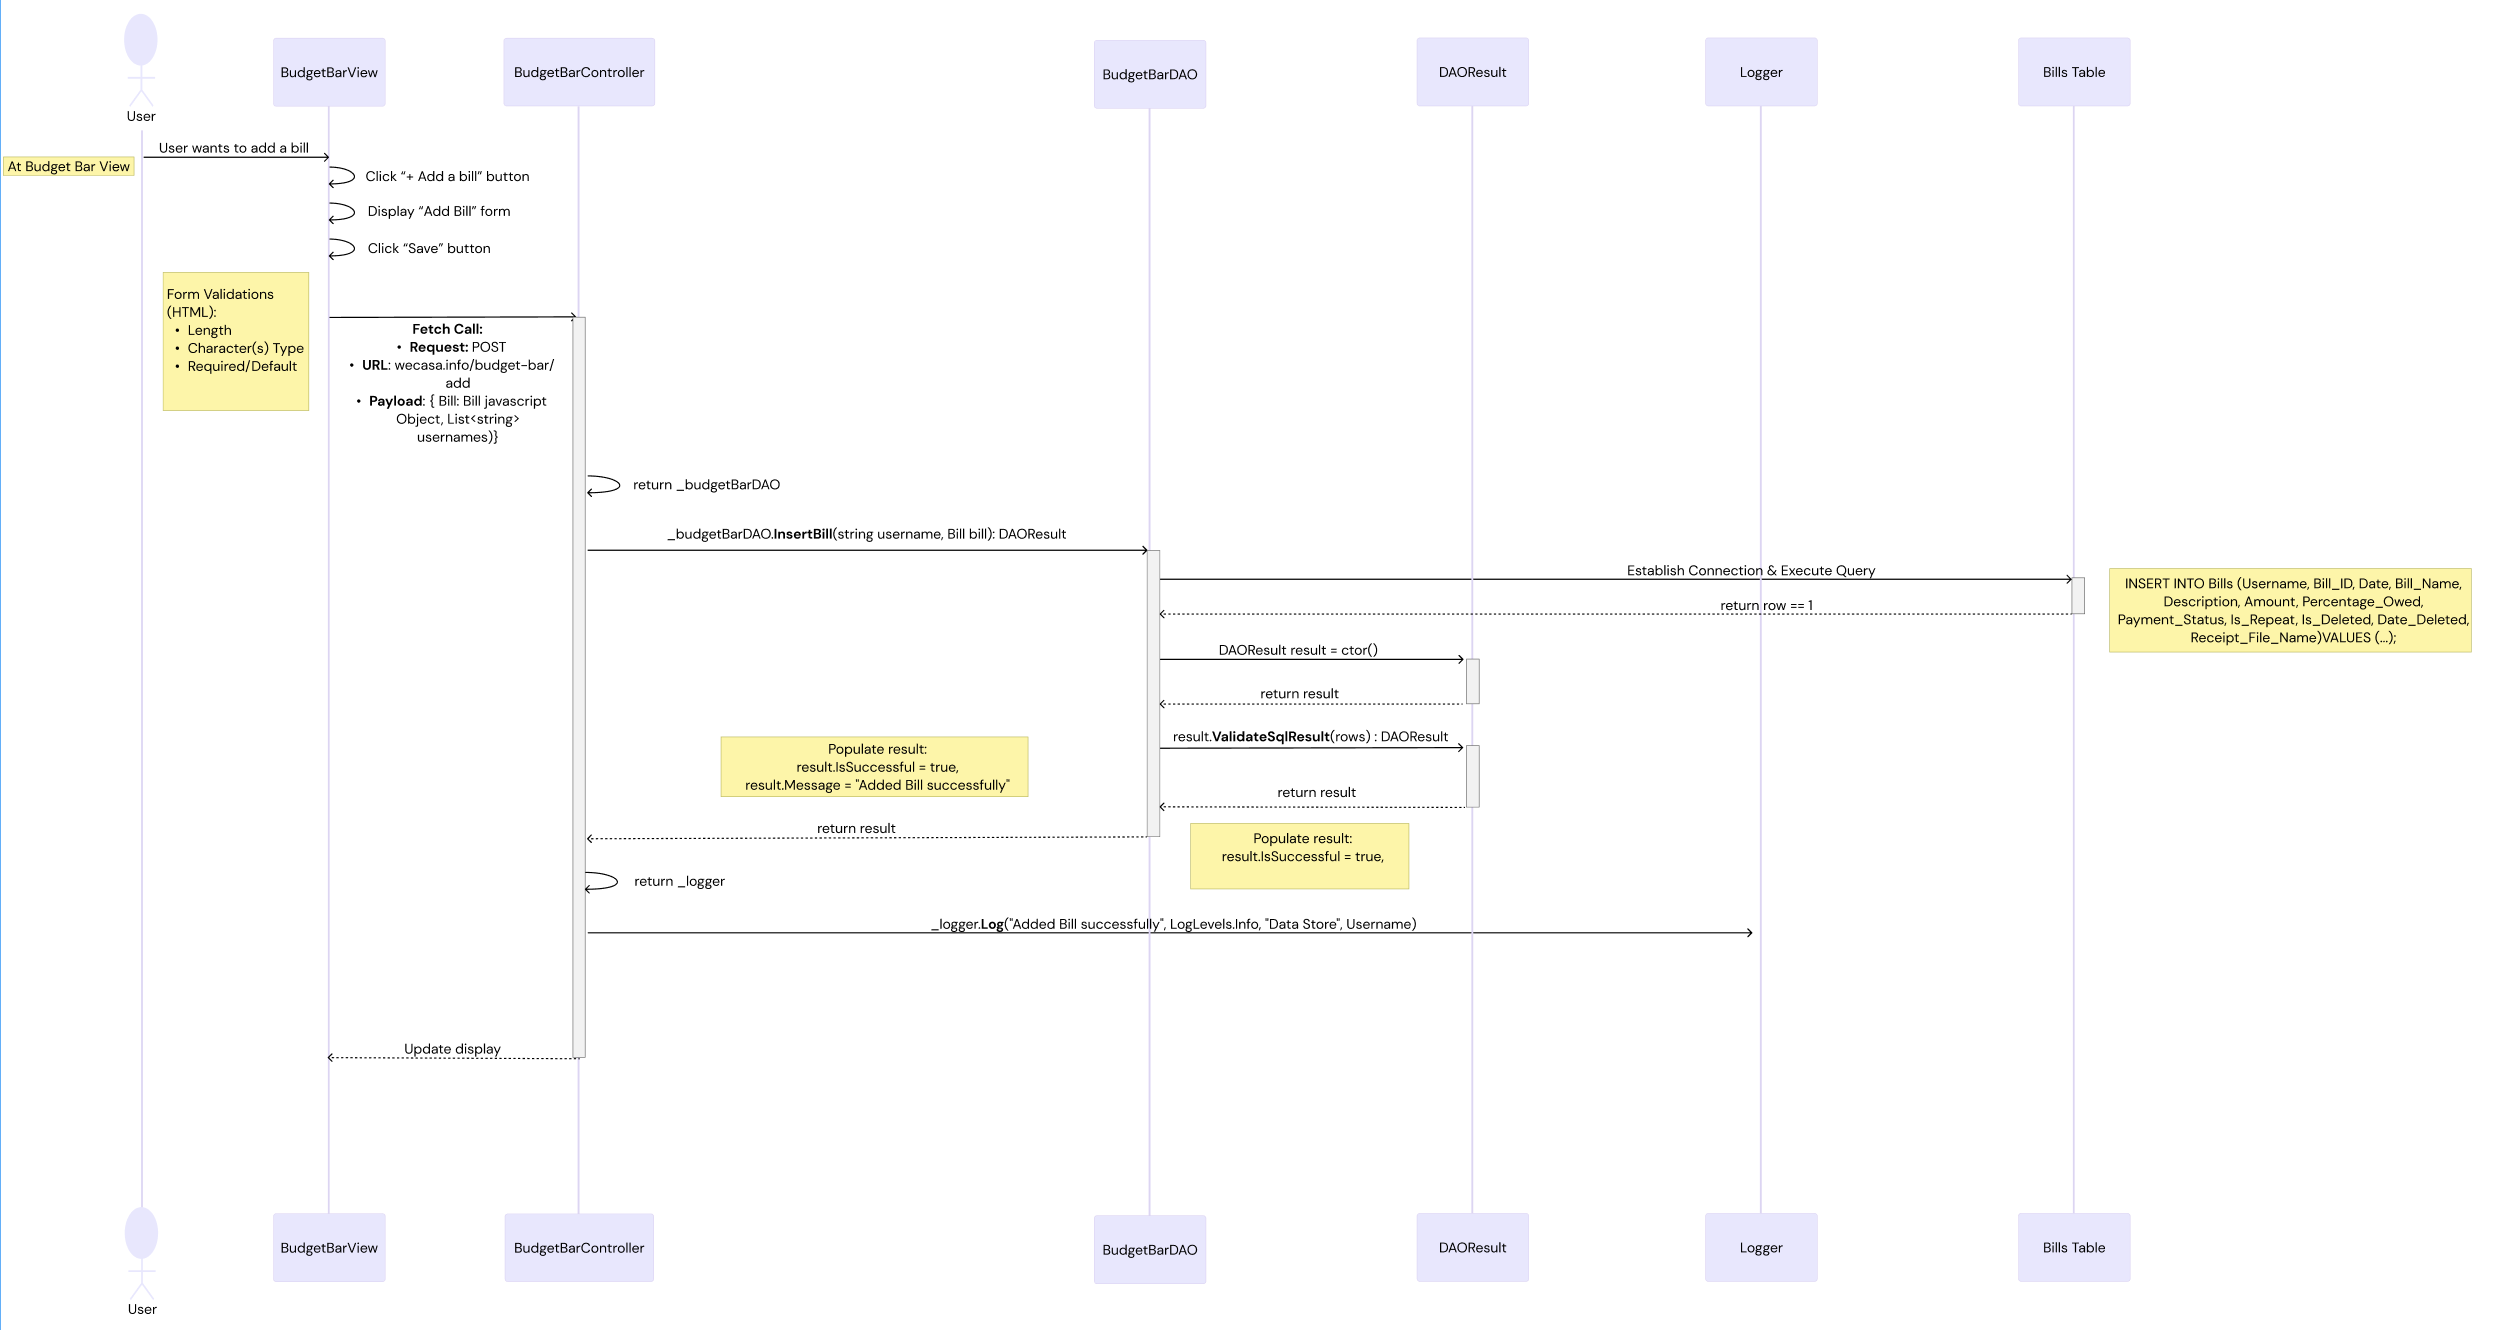 BudgetBarView
BudgetBarController
BudgetBarDAO
DAOResult
Logger
Bills Table
User
User wants to add a bill
At Budget Bar View
Click “+ Add a bill” button
Display “Add Bill” form
Click “Save” button
Form Validations
(HTML):
• Length
• Character(s) Type
• Required/Default
Fetch Call:
• Request: POST
• URL: wecasa.info/budget-bar/
add
• Payload: { Bill: Bill javascript
Object, List<string>
usernames)}
return _budgetBarDAO
_budgetBarDAO.InsertBill(string username, Bill bill): DAOResult
Establish Connection & Execute Query
return row == 1
INSERT INTO Bills (Username, Bill_ID, Date, Bill_Name,
Description, Amount, Percentage_Owed,
Payment_Status, Is_Repeat, Is_Deleted, Date_Deleted,
Receipt_File_Name)VALUES (...);
DAOResult result = ctor()
return result
result.ValidateSqlResult(rows) : DAOResult
Populate result:
result.IsSuccessful = true,
result.Message = "Added Bill successfully"
return result
return result
Populate result:
result.IsSuccessful = true,
return _logger
_logger.Log("Added Bill successfully", LogLevels.Info, "Data Store", Username)
Update display
BudgetBarView
BudgetBarController
BudgetBarDAO
DAOResult
Logger
Bills Table
User